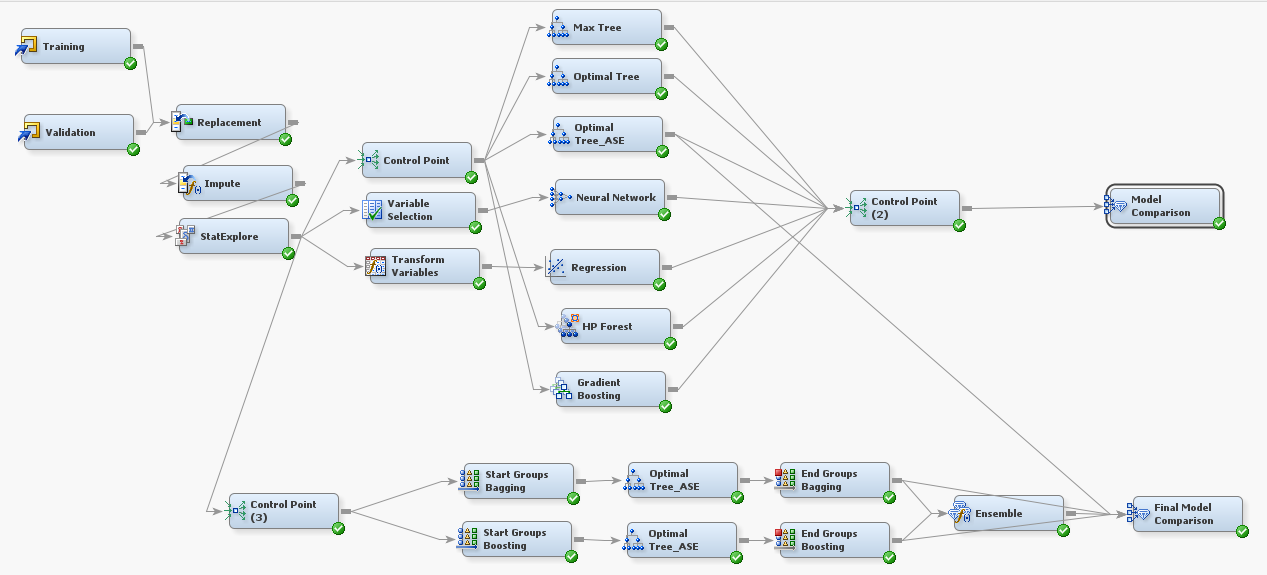 Training
Validation
Replacement
Impute
StatExplore
Control Point
Variable
Selection
Transform
Variables
Max Tree
Optimal Tree
Optimal
Tree_ASE
Neural Network
Regression
HP Forest
Gradient
Boosting
Control Point
(2)
Model
Comparison
Control Point
(3)
Start Groups
Bagging
Optimal
Tree_ASE
End Groups
Bagging
Start Groups
Boosting
Optimal
Tree_ASE
End Groups
Boosting
Ensemble
Final Model
Comparison